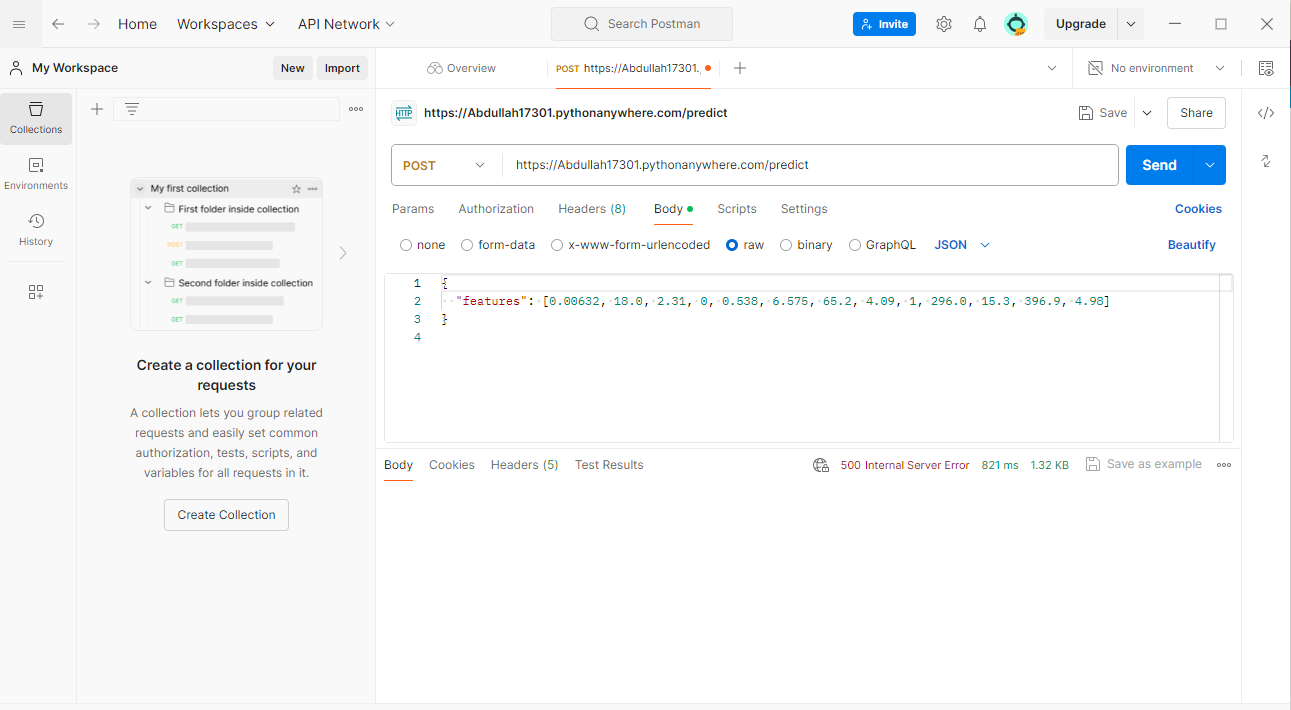 Home
Workspaces
API Network
Search Postman
Invite
Upgrade
My Workspace
New
Import
Overview
POST https://Abdullah17301.
No environment
Collections
Environments
History
My first collection
First folder inside collection
GET
POST
GET
Second folder inside collection
GET
GET
Create a collection for your
requests
A collection lets you group related
requests and easily set common
authorization, tests, scripts, and
variables for all requests in it.
Create Collection
HTTP
https://Abdullah17301.pythonanywhere.com/predict
Save
Share
POST
https://Abdullah17301.pythonanywhere.com/predict
Send
Params
Authorization
Headers (8)
Body
Scripts
Settings
Cookies
none
form-data
x-www-form-urlencoded
raw
binary
GraphQL
JSON
Beautify
1 {
2 "features": [0.00632, 18.0, 2.31, 0, 0.538, 6.575, 65.2, 4.09, 1, 296.0, 15.3, 396.9, 4.98]
3 }
4
Body
Cookies
Headers (5)
Test Results
500 Internal Server Error
821 ms
1.32 KB
Save as example